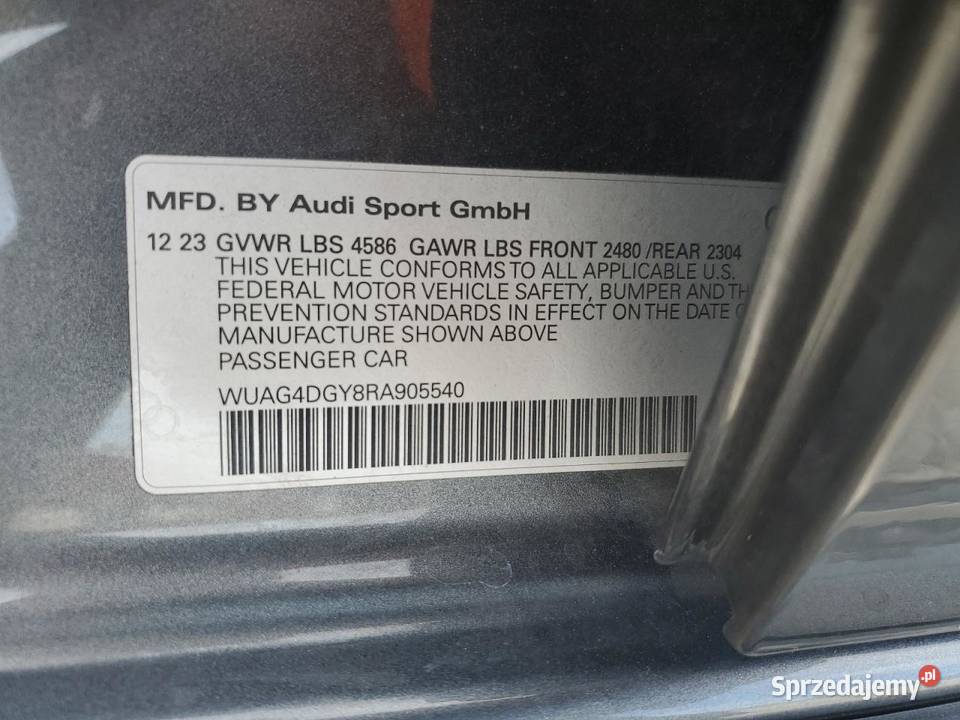 MFD. BY Audi Sport GmbH
12 23 GVWR LBS 4586 GAWR LBS FRONT 2480 /REAR 2304
THIS VEHICLE CONFORMS TO ALL APPLICABLE U.S.
FEDERAL MOTOR VEHICLE SAFETY, BUMPER AND
PREVENTION STANDARDS IN EFFECT ON THE DATE
MANUFACTURE SHOWN ABOVE
PASSENGER CAR
WUAG4DGY8RA905540
Sprzedajemy.pl